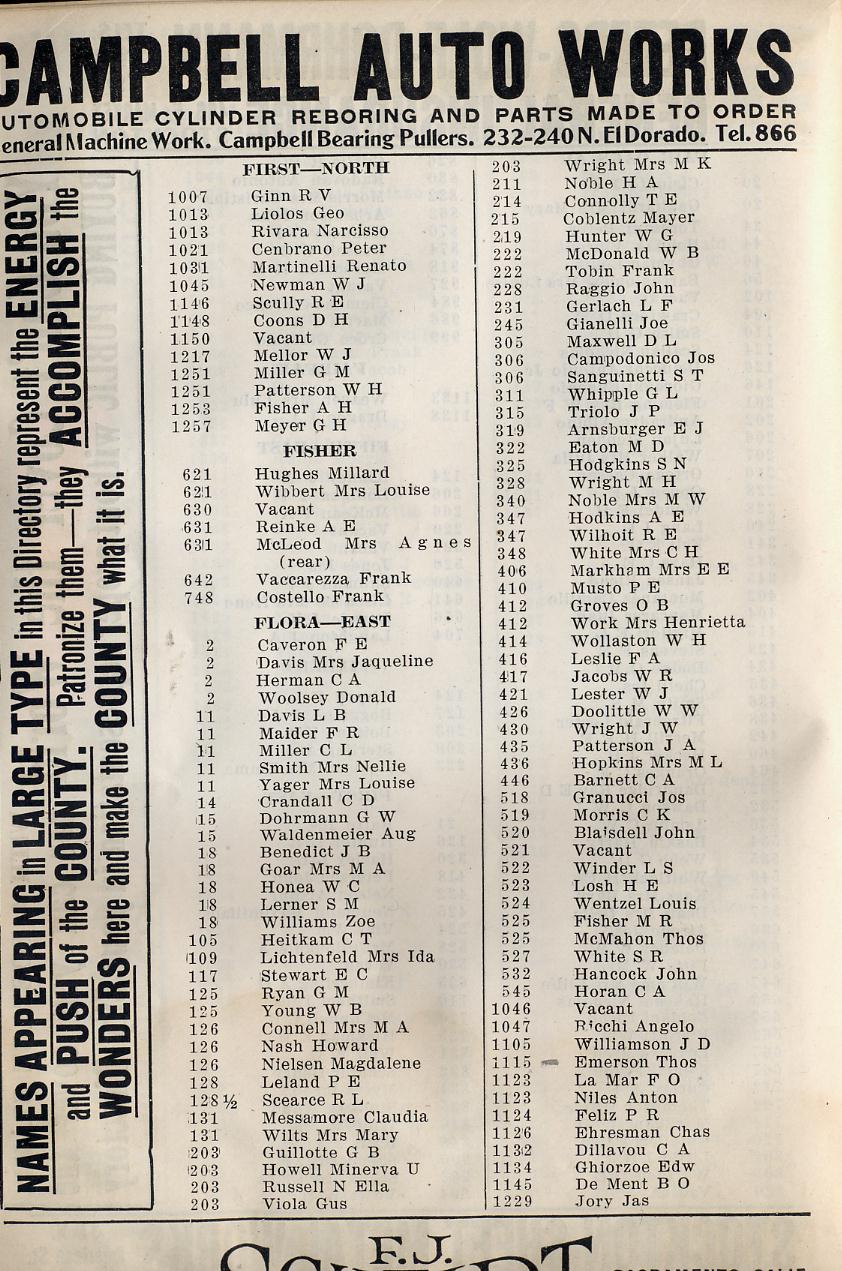 CAMPBELL AUTO WORKS
UTOMOBILE CYLINDER REBORING AND PARTS MADE TO ORDER
eneral Machine Work. Campbell Bearing Pullers. 232-240 N. El Dorado. Tel. 866
NAMES APPEARING in LARGE TYPE in this Directory represent the ENERGY
and PUSH of the COUNTY. Patronize them—they ACCOMPLISH the
WONDERS here and make the COUNTY what it is.
FIRST—NORTH
1007 Ginn R V
1013 Liolos Geo
1013 Rivara Narcisso
1021 Cenbrano Peter
1031 Martinelli Renato
1045 Newman W J
1146 Scully R E
1148 Coons D H
1150 Vacant
1217 Mellor W J
1251 Miller G M
1251 Patterson W H
1253 Fisher A H
1257 Meyer G H
FISHER
621 Hughes Millard
621 Wibbert Mrs Louise
630 Vacant
631 Reinke A E
631 McLeod Mrs Agnes
(rear)
642 Vaccarezza Frank
748 Costello Frank
FLORA—EAST
2 Caveron F E
2 Davis Mrs Jaqueline
2 Herman C A
2 Woolsey Donald
11 Davis L B
11 Maider F R
11 Miller C L
11 Smith Mrs Nellie
11 Yager Mrs Louise
14 Crandall C D
15 Dohrmann G W
15 Waldenmeier Aug
18 Benedict J B
18 Goar Mrs M A
18 Honea W C
18 Lerner S M
18 Williams Zoe
105 Heitkam C T
109 Lichtenfeld Mrs Ida
117 Stewart E C
125 Ryan G M
125 Young W B
126 Connell Mrs M A
126 Nash Howard
126 Nielsen Magdalene
128 Leland P E
128 ½ Scearce R L
131 Messamore Claudia
131 Wilts Mrs Mary
203 Guillotte G B
203 Howell Minerva U
203 Russell N Ella
203 Viola Gus
203 Wright Mrs M K
211 Noble H A
214 Connolly T E
215 Coblentz Mayer
219 Hunter W G
222 McDonald W B
222 Tobin Frank
228 Raggio John
231 Gerlach L F
245 Gianelli Joe
305 Maxwell D L
306 Campodonico Jos
306 Sanguinetti S T
311 Whipple G L
315 Triolo J P
319 Arnsburger E J
322 Eaton M D
325 Hodgkins S N
328 Wright M H
340 Noble Mrs M W
347 Hodkins A E
347 Wilhoit R E
348 White Mrs C H
406 Markham Mrs E E
410 Musto P E
412 Groves O B
412 Work Mrs Henrietta
414 Wollaston W H
416 Leslie F A
417 Jacobs W R
421 Lester W J
426 Doolittle W W
430 Wright J W
435 Patterson J A
436 Hopkins Mrs M L
446 Barnett C A
518 Granucci Jos
519 Morris C K
520 Blaisdell John
521 Vacant
522 Winder L S
523 Losh H E
524 Wentzel Louis
525 Fisher M R
525 McMahon Thos
527 White S R
532 Hancock John
545 Horan C A
1046 Vacant
1047 Ricchi Angelo
1105 Williamson J D
1115 Emerson Thos
1123 La Mar F O
1123 Niles Anton
1124 Feliz P R
1126 Ehresman Chas
1132 Dillavou C A
1134 Ghiorzoe Edw
1145 De Ment B O
1229 Jory Jas
F. J.